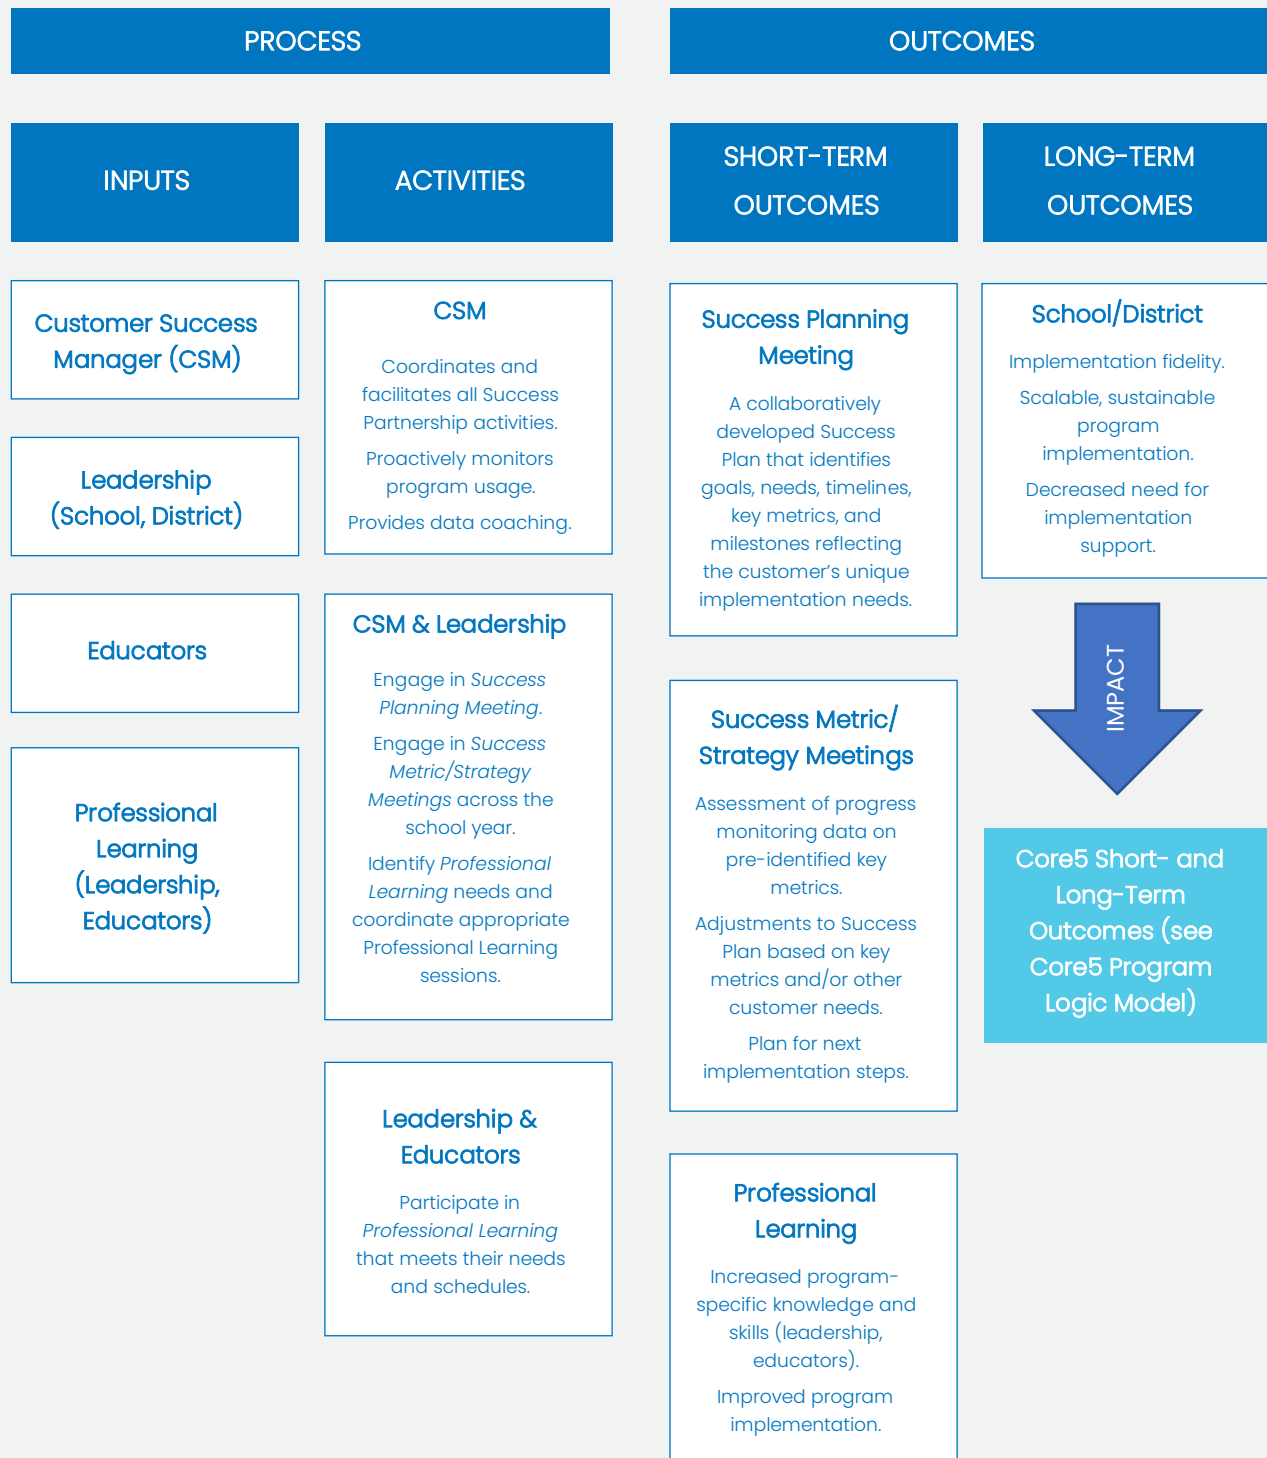 PROCESS
OUTCOMES
INPUTS
ACTIVITIES
SHORT-TERM
OUTCOMES
LONG-TERM
OUTCOMES
Customer Success
Manager (CSM)
Leadership
(School, District)
Educators
Professional
Learning
(Leadership,
Educators)
CSM
Coordinates and
facilitates all Success
Partnership activities.
Proactively monitors
program usage.
Provides data coaching.
CSM & Leadership
Engage in Success
Planning Meeting.
Engage in Success
Metric/Strategy
Meetings across the
school year.
Identify Professional
Learning needs and
coordinate appropriate
Professional Learning
sessions.
Leadership &
Educators
Participate in
Professional Learning
that meets their needs
and schedules.
Success Planning
Meeting
A collaboratively
developed Success
Plan that identifies
goals, needs, timelines,
key metrics, and
milestones reflecting
the customer’s unique
implementation needs.
Success Metric/
Strategy Meetings
Assessment of progress
monitoring data on
pre-identified key
metrics.
Adjustments to Success
Plan based on key
metrics and/or other
customer needs.
Plan for next
implementation steps.
Professional
Learning
Increased program-
specific knowledge and
skills (leadership,
educators).
Improved program
implementation.
School/District
Implementation fidelity.
Scalable, sustainable
program
implementation.
Decreased need for
implementation
support.
IMPACT
Core5 Short- and
Long-Term
Outcomes (see
Core5 Program
Logic Model)